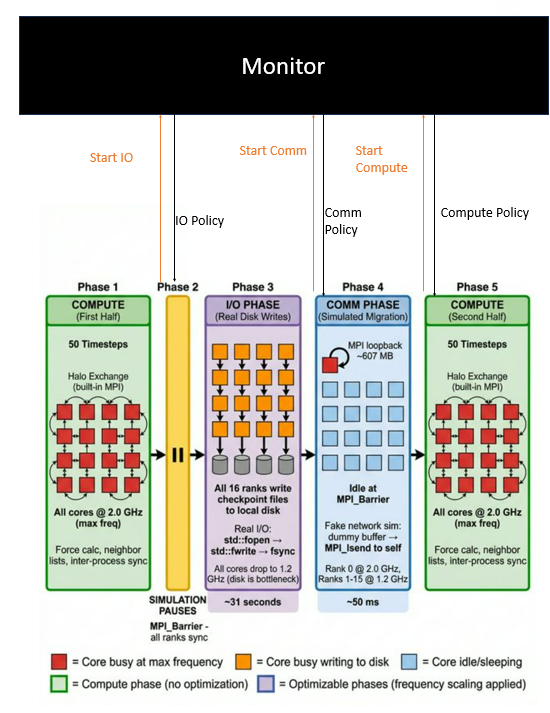 Monitor
Start IO
Start Comm
Start
Compute
IO Policy
Comm
Policy
Compute Policy
Phase 1
COMPUTE
(First Half)
50 Timesteps
Halo Exchange
(built-in MPI)
All cores @ 2.0 GHz
(max freq)
Force calc, neighbor
lists, inter-process sync
Phase 2
SIMULATION
PAUSES
MPI_Barrier -
all ranks sync
Phase 3
I/O PHASE
(Real Disk Writes)
All 16 ranks write
checkpoint files
to local disk
Real I/O:
std::fopen →
std::fwrite → fsync
All cores drop to 1.2
GHz (disk is bottleneck)
~31 seconds
Phase 4
COMM PHASE
(Simulated Migration)
MPI loopback
~607 MB
Idle at
MPI_Barrier
Fake network sim:
dummy buffer →
MPI_Isend to self
Rank 0 @ 2.0 GHz,
Ranks 1-15 @ 1.2 GHz
~50 ms
Phase 5
COMPUTE
(Second Half)
50 Timesteps
Halo Exchange
(built-in MPI)
All cores @ 2.0 GHz
(max freq)
Force calc, neighbor
lists, inter-process sync
= Core busy at max frequency
= Core busy writing to disk
= Core idle/sleeping
= Compute phase (no optimization)
= Optimizable phases (frequency scaling applied)